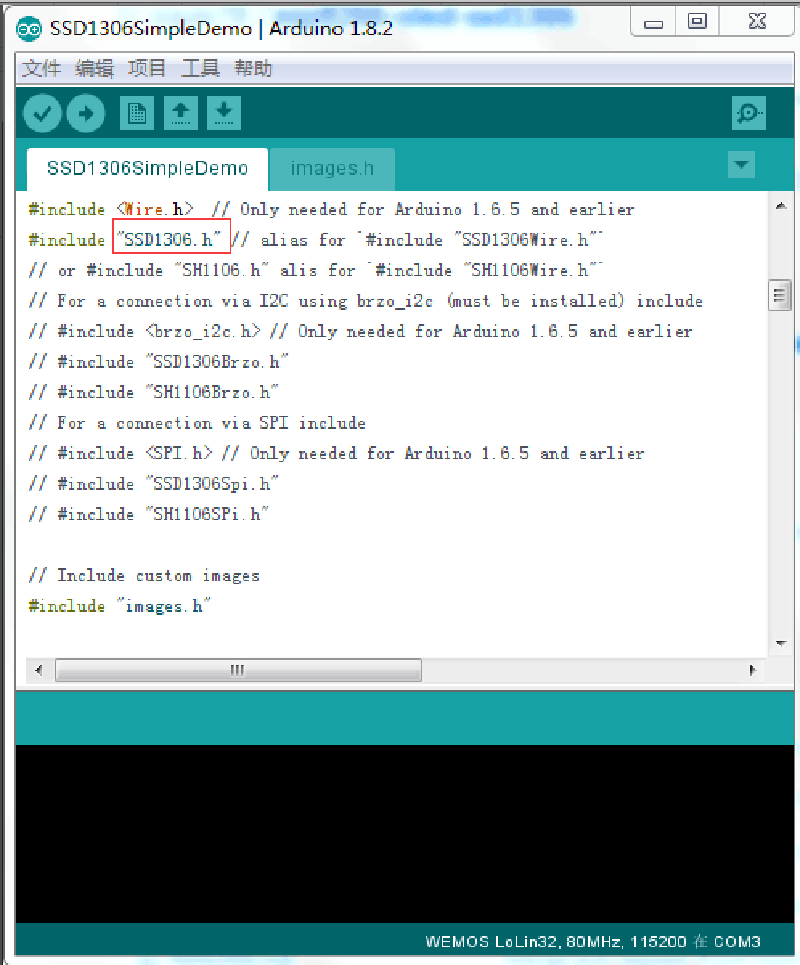 SSD1306SimpleDemo | Arduino 1.8.2
文件 编辑 项目 工具 帮助
SSD1306SimpleDemo images.h
#include <Wire.h>  // Only needed for Arduino 1.6.5 and earlier
#include "SSD1306.h" // alias for `#include "SSD1306Wire.h"`
// or #include "SH1106.h" alis for `#include "SH1106Wire.h"`
// For a connection via I2C using brzo_i2c (must be installed) include
// #include <brzo_i2c.h> // Only needed for Arduino 1.6.5 and earlier
// #include "SSD1306Brzo.h"
// #include "SH1106Brzo.h"
// For a connection via SPI include
// #include <SPI.h> // Only needed for Arduino 1.6.5 and earlier
// #include "SSD1306Spi.h"
// #include "SH1106SPi.h"
// Include custom images
#include "images.h"
WEMOS LoLin32, 80MHz, 115200 在 COM3